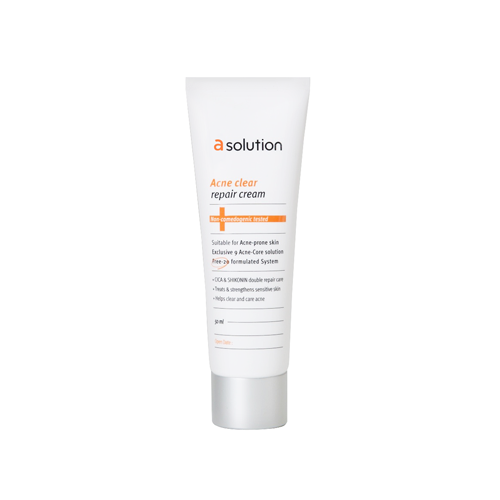 a solution
Acne clear
repair cream
Non-comedogenic tested
Suitable for Acne-prone skin
Exclusive 9 Acne-Core solution
Free-20 formulated System
• CICA & SHIKONIN double repair care
• Treats & strengthens sensitive skin
• Helps clear and care acne
50 ml